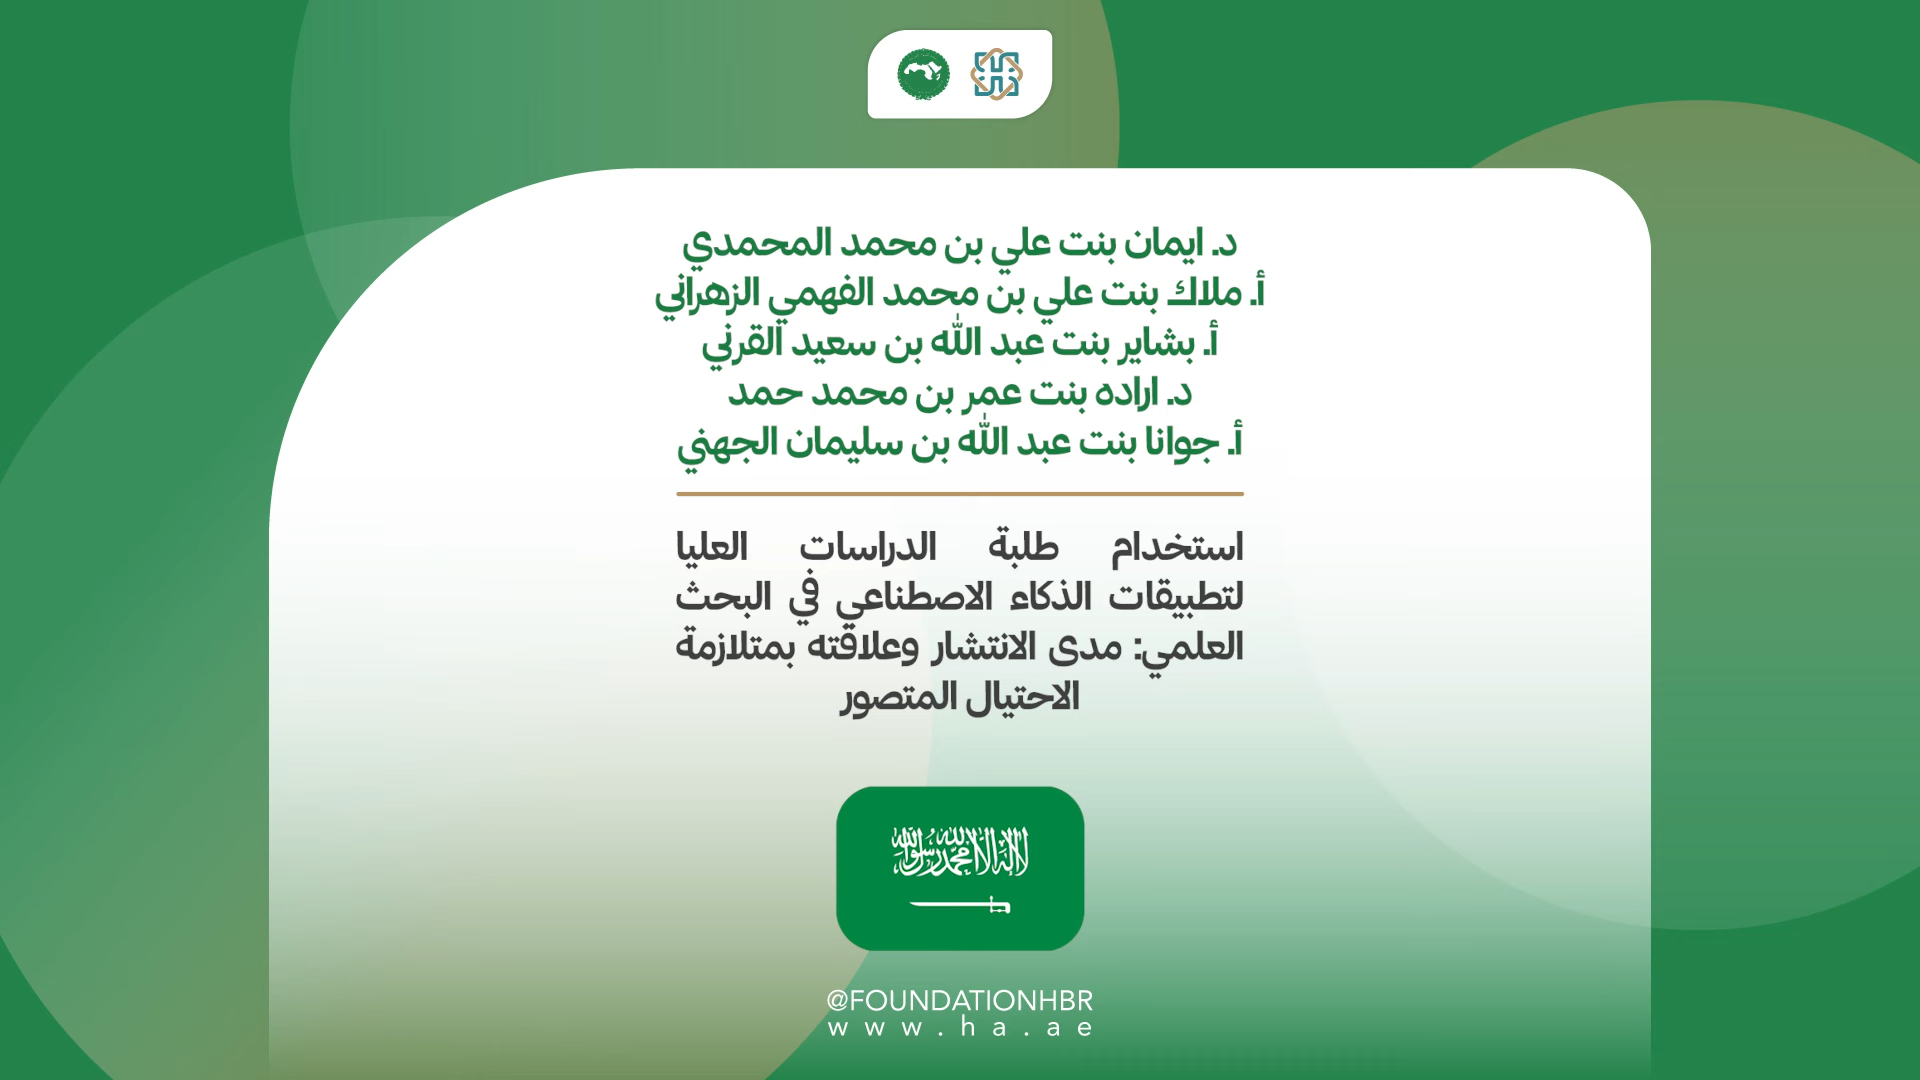 د. ايمان بنت علي بن محمد المحمدي
أ. ملاك بنت علي بن محمد الفهمي الزهراني
أ. بشاير بنت عبد الله بن سعيد القرني
د. اراده بنت عمر بن محمد حمد
أ. جوانا بنت عبد الله بن سليمان الجهني
استخدام طلبة الدراسات العليا
لتطبيقات الذكاء الاصطناعي في البحث
العلمي: مدى الانتشار وعلاقته بمتلازمة
الاحتيال المتصور
لا إله إلا الله محمد رسول الله
@FOUNDATIONHBR
www.ha.ae